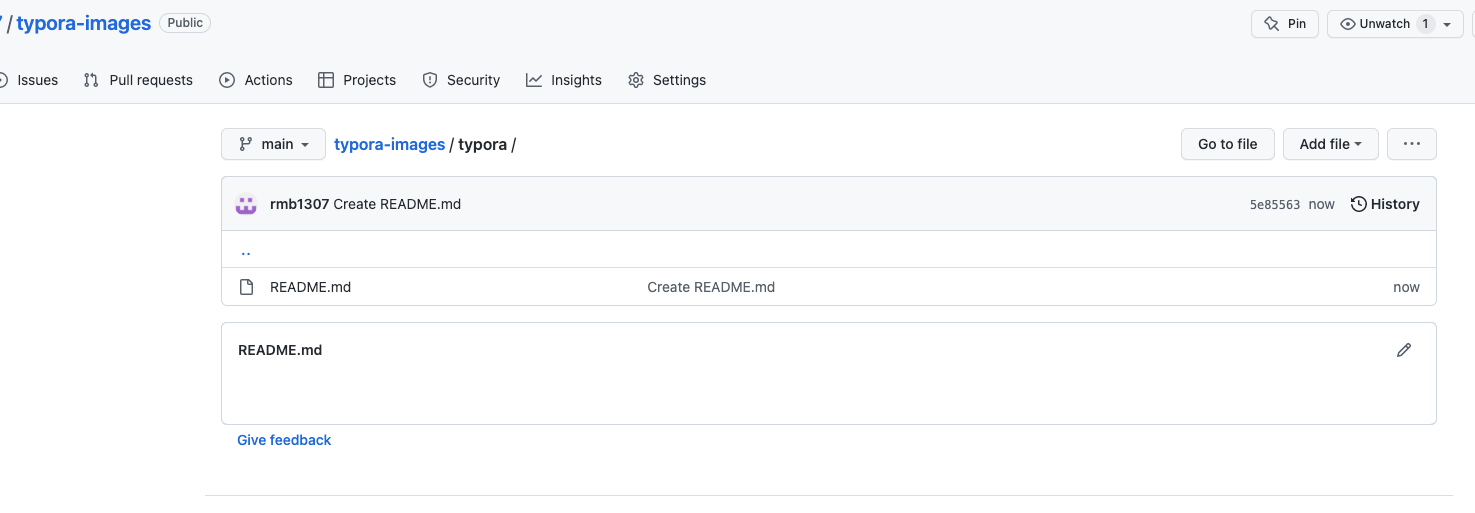 / typora-images Public Pin Unwatch 1
Issues Pull requests Actions Projects Security Insights Settings
main typora-images / typora / Go to file Add file ...
rmb1307 Create README.md 5e85563 now History
..
README.md Create README.md now
README.md
Give feedback